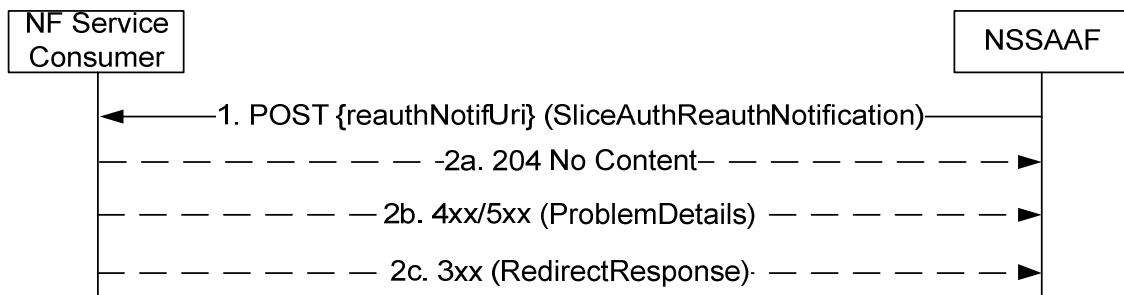 NF Service
Consumer
NSSAAF
1. POST {reauthNotifUri} (SliceAuthReauthNotification)
2a. 204 No Content
2b. 4xx/5xx (ProblemDetails)
2c. 3xx (RedirectResponse)